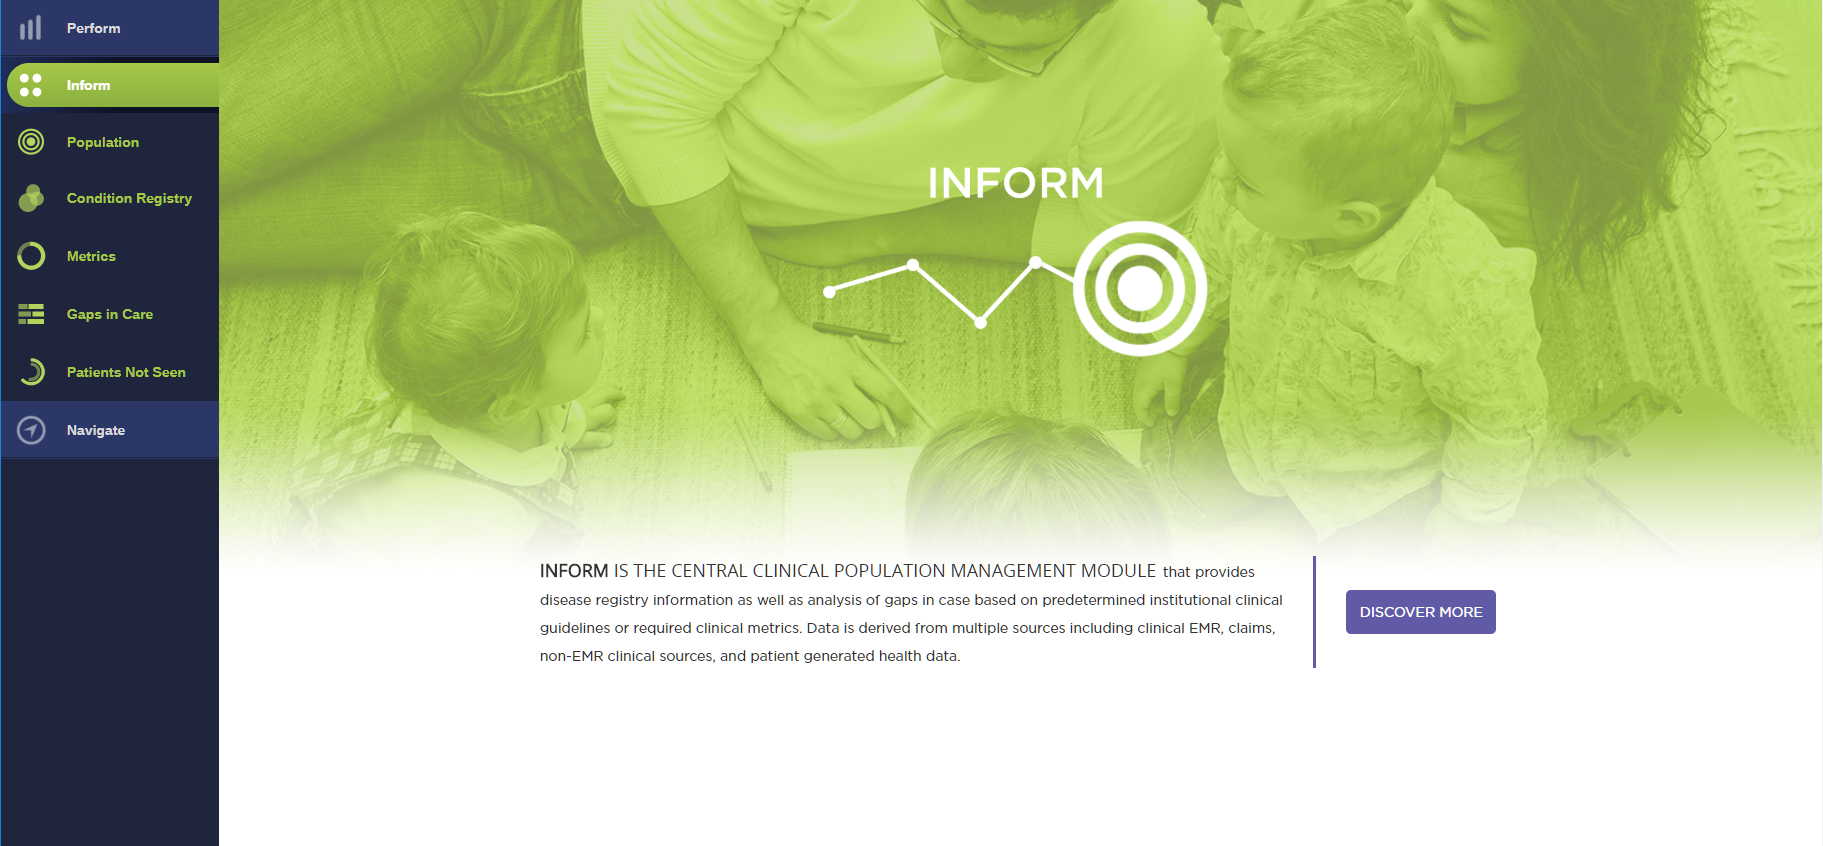 Perform
Inform
Population
Condition Registry
Metrics
Gaps in Care
Patients Not Seen
Navigate
INFORM
INFORM IS THE CENTRAL CLINICAL POPULATION MANAGEMENT MODULE that provides
disease registry information as well as analysis of gaps in case based on predetermined institutional clinical
guidelines or required clinical metrics. Data is derived from multiple sources including clinical EMR, claims,
non-EMR clinical sources, and patient generated health data.
DISCOVER MORE